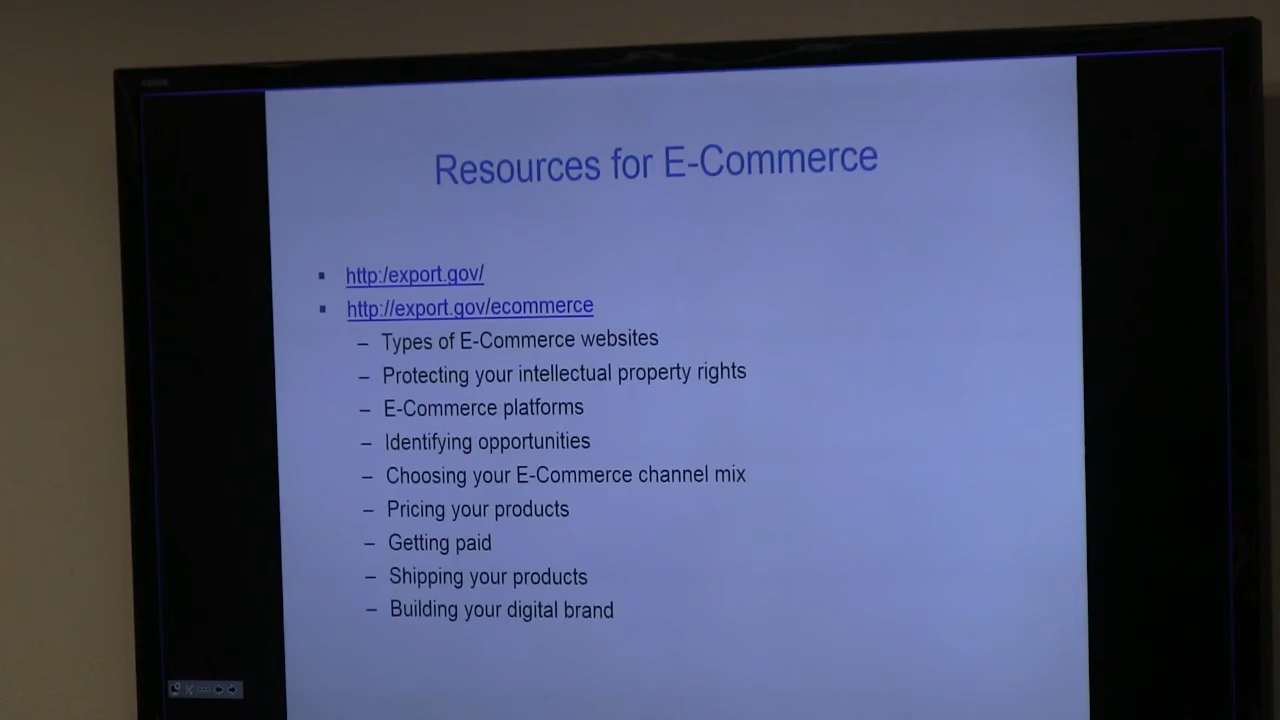 Resources for E-Commerce
▪ http:/export.gov/
▪ http://export.gov/ecommerce
– Types of E-Commerce websites
– Protecting your intellectual property rights
– E-Commerce platforms
– Identifying opportunities
– Choosing your E-Commerce channel mix
– Pricing your products
– Getting paid
– Shipping your products
– Building your digital brand